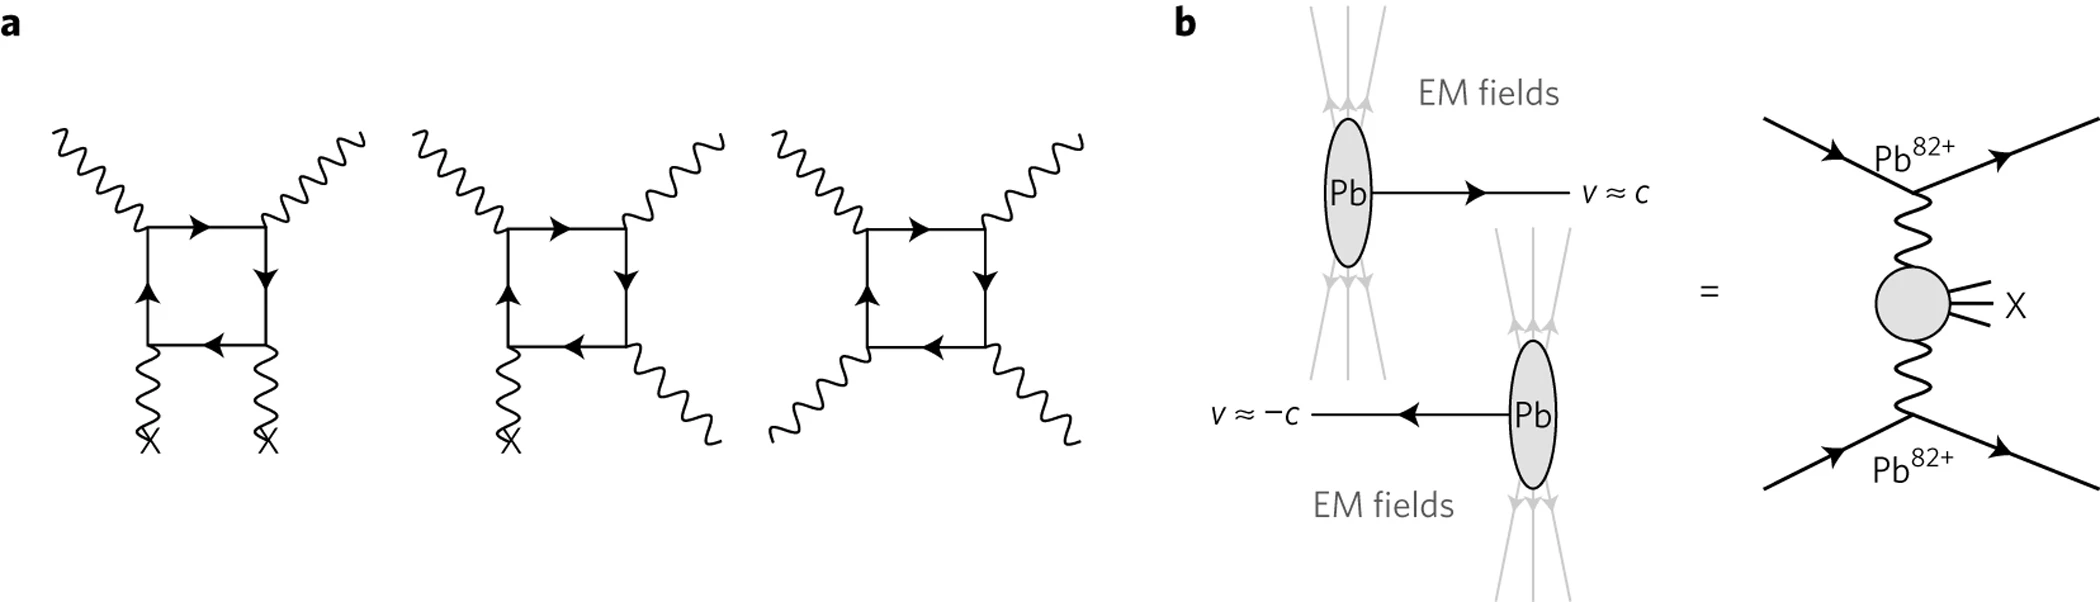 a
b
EM fields
Pb
v ≈ c
v ≈ −c
Pb
EM fields
=
Pb82+
X
Pb82+
X
X
X